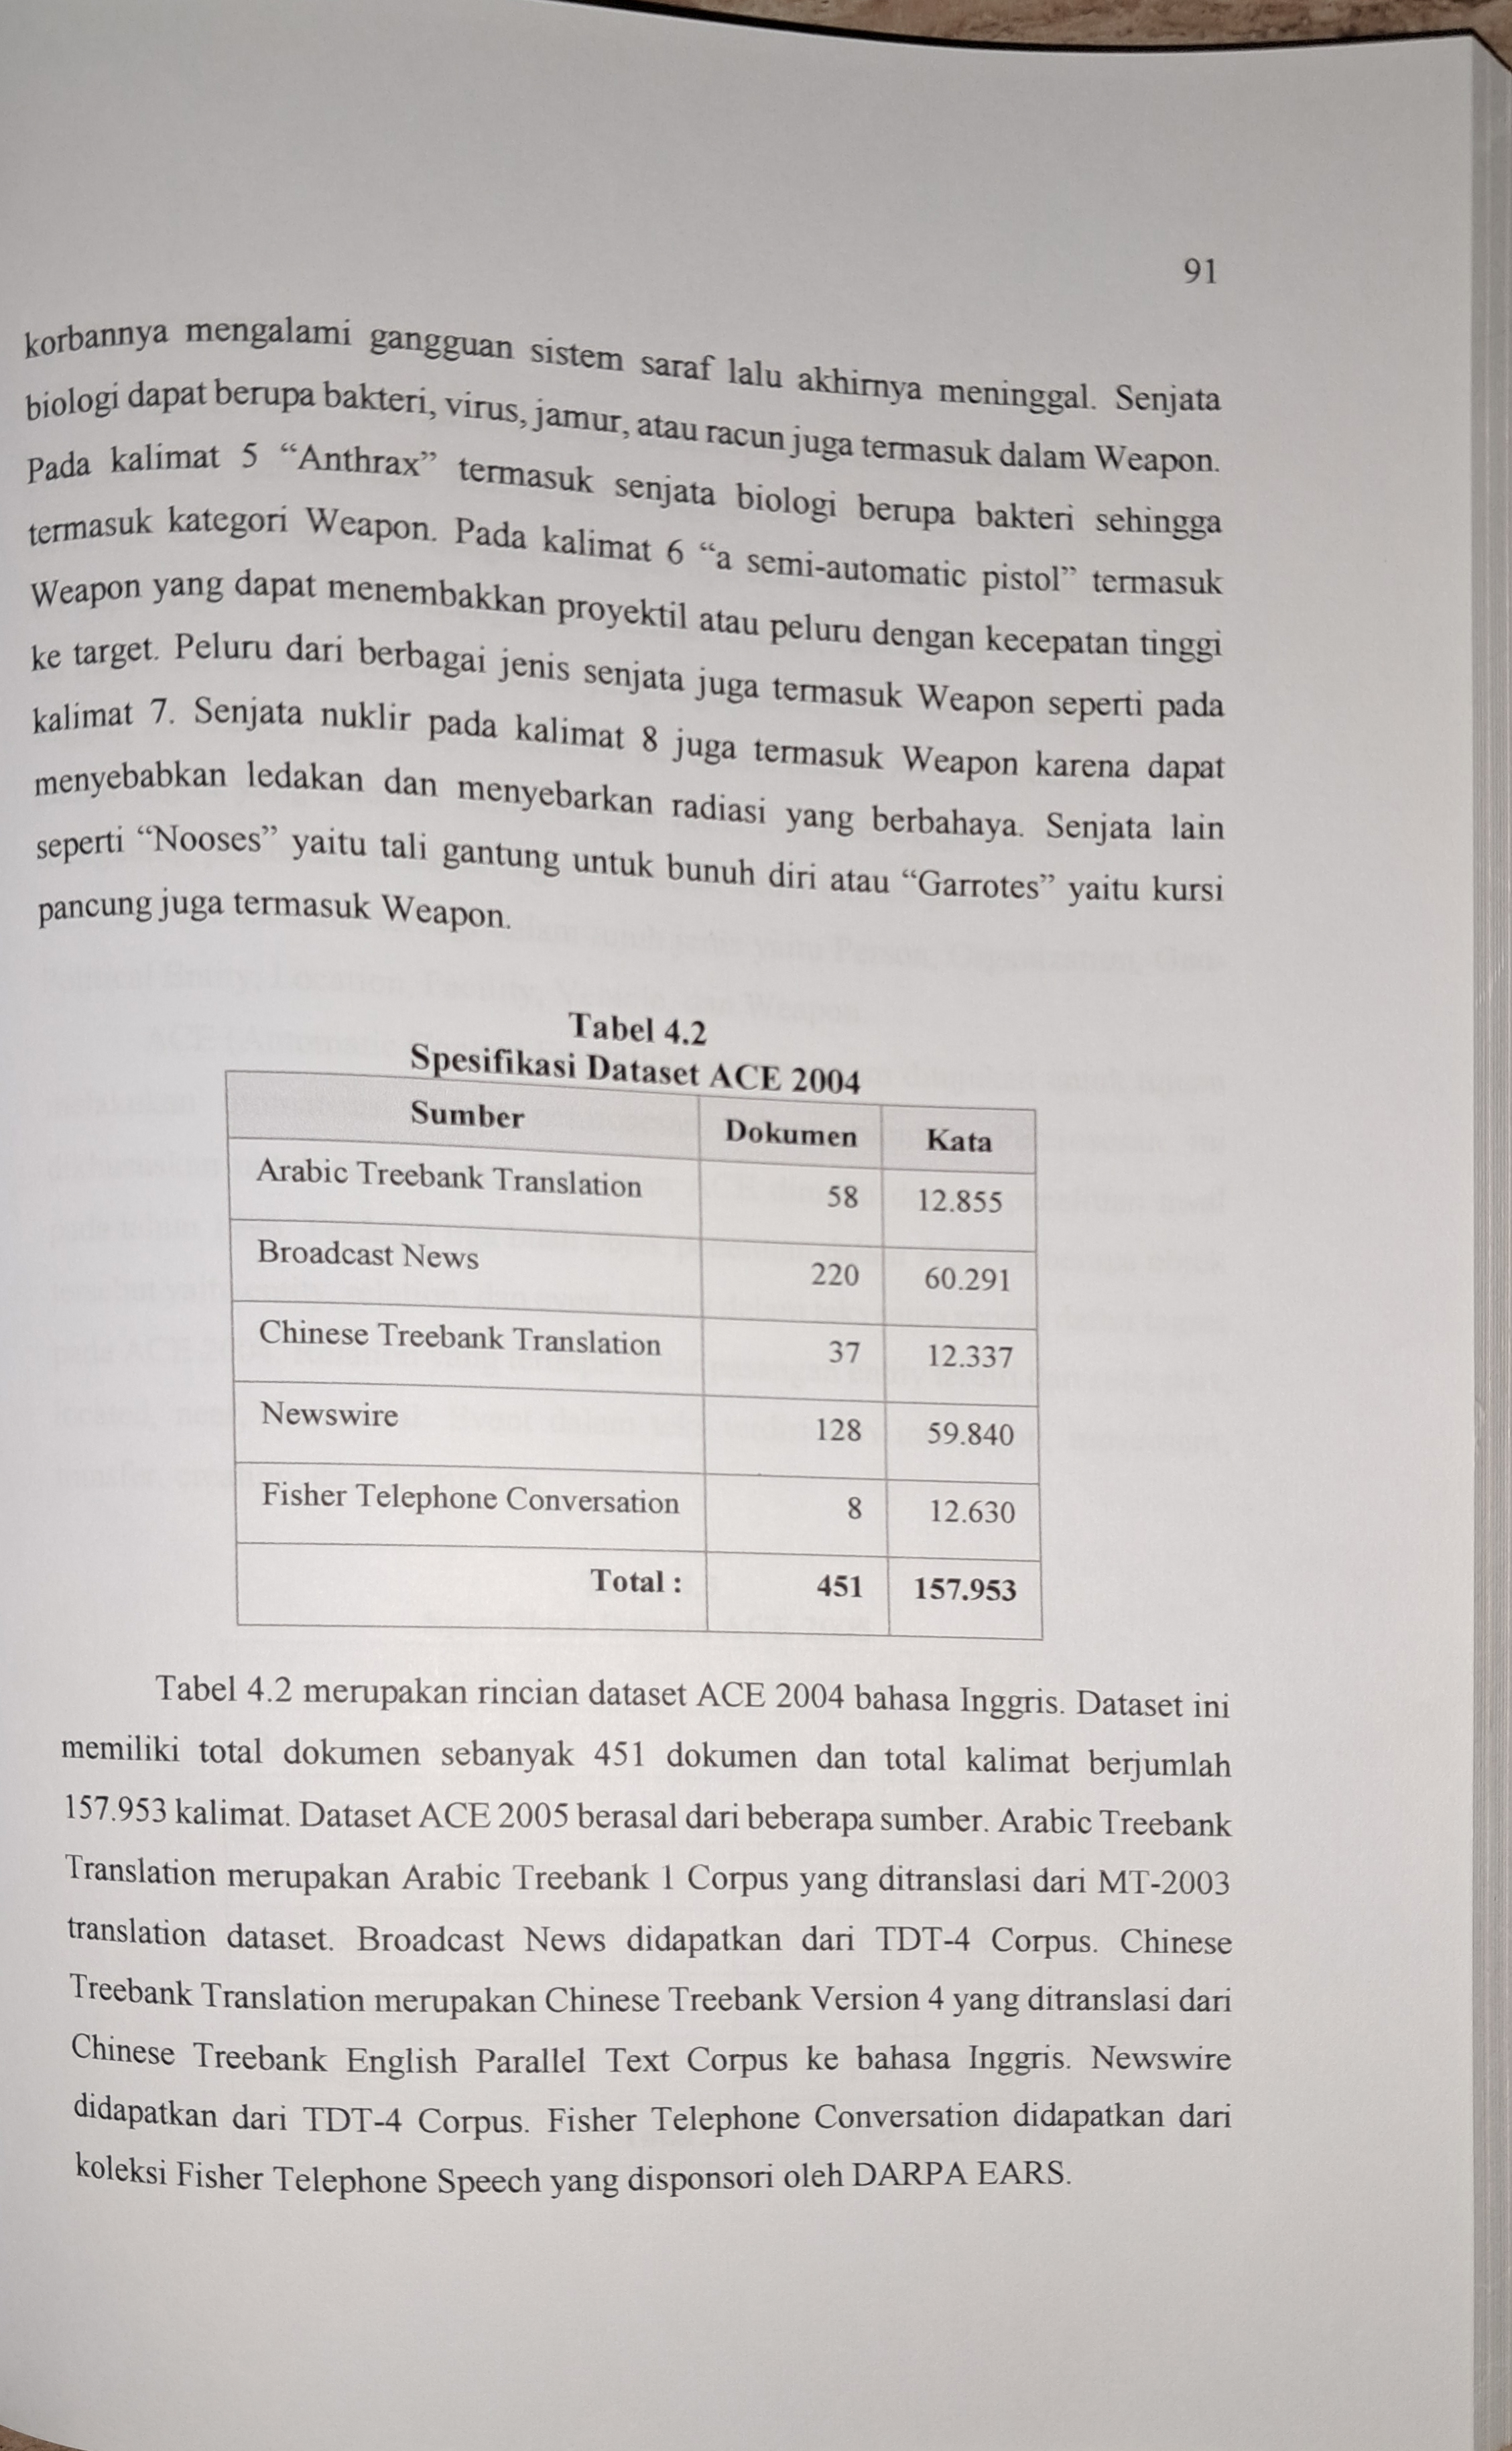 91
korbannya mengalami gangguan sistem saraf lalu akhirnya meninggal. Senjata
biologi dapat berupa bakteri, virus, jamur, atau racun juga termasuk dalam Weapon.
Pada kalimat 5 “Anthrax” termasuk senjata biologi berupa bakteri sehingga
termasuk kategori Weapon. Pada kalimat 6 “a semi-automatic pistol” termasuk
Weapon yang dapat menembakkan proyektil atau peluru dengan kecepatan tinggi
ke target. Peluru dari berbagai jenis senjata juga termasuk Weapon seperti pada
kalimat 7. Senjata nuklir pada kalimat 8 juga termasuk Weapon karena dapat
menyebabkan ledakan dan menyebarkan radiasi yang berbahaya. Senjata lain
seperti “Nooses” yaitu tali gantung untuk bunuh diri atau “Garrotes” yaitu kursi
pancung juga termasuk Weapon.
Tabel 4.2
Spesifikasi Dataset ACE 2004
Sumber Dokumen Kata
Arabic Treebank Translation 58 12.855
Broadcast News 220 60.291
Chinese Treebank Translation 37 12.337
Newswire 128 59.840
Fisher Telephone Conversation 8 12.630
Total : 451 157.953
Tabel 4.2 merupakan rincian dataset ACE 2004 bahasa Inggris. Dataset ini
memiliki total dokumen sebanyak 451 dokumen dan total kalimat berjumlah
157.953 kalimat. Dataset ACE 2005 berasal dari beberapa sumber. Arabic Treebank
Translation merupakan Arabic Treebank 1 Corpus yang ditranslasi dari MT-2003
translation dataset. Broadcast News didapatkan dari TDT-4 Corpus. Chinese
Treebank Translation merupakan Chinese Treebank Version 4 yang ditranslasi dari
Chinese Treebank English Parallel Text Corpus ke bahasa Inggris. Newswire
didapatkan dari TDT-4 Corpus. Fisher Telephone Conversation didapatkan dari
koleksi Fisher Telephone Speech yang disponsori oleh DARPA EARS.